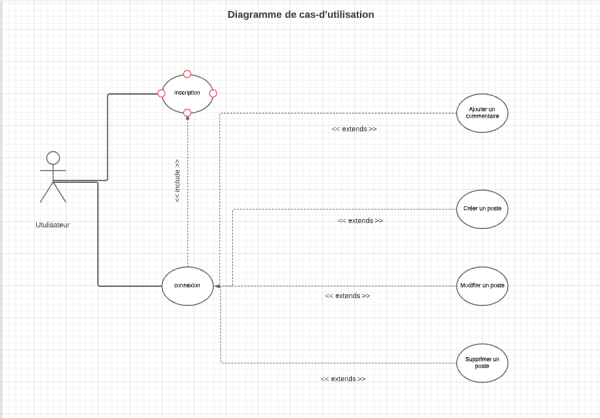 Diagramme de cas-d'utilisation
Inscription
Ajouter un
commentaire
<< extends >>
<< include >>
Créer un poste
<< extends >>
Utulisateur
connexion
Modifier un poste
<< extends >>
Supprimer un
poste
<< extends >>